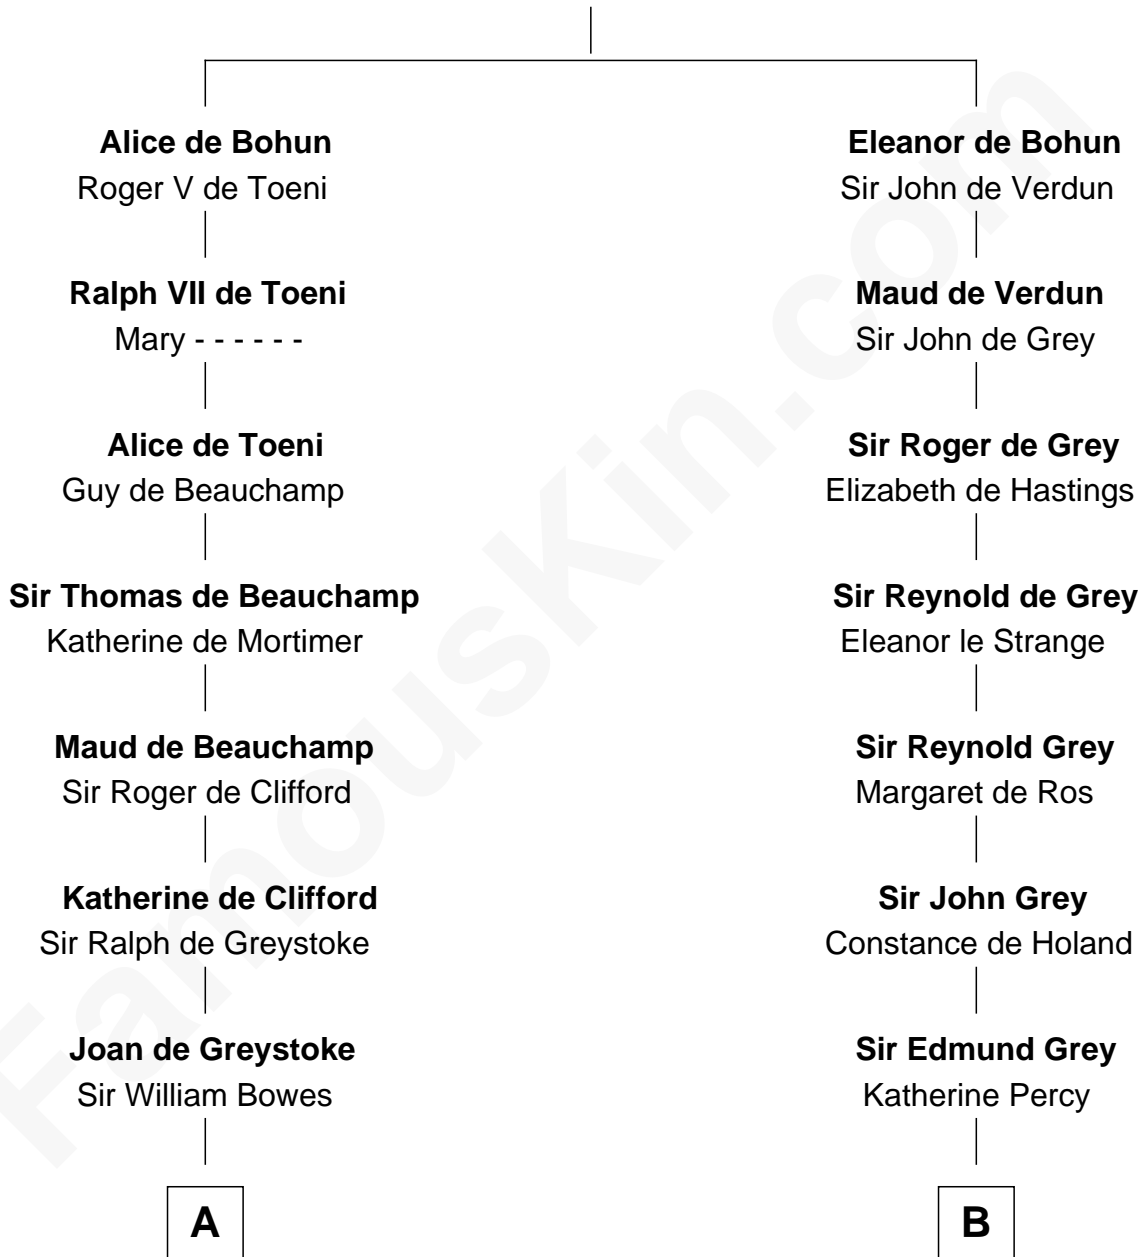 Alice de Bohun
Roger V de Toeni
Ralph VII de Toeni
Mary - - - - - -
Alice de Toeni
Guy de Beauchamp
Sir Thomas de Beauchamp
Katherine de Mortimer
Maud de Beauchamp
Sir Roger de Clifford
Katherine de Clifford
Sir Ralph de Greystoke
Joan de Greystoke
Sir William Bowes
A
Eleanor de Bohun
Sir John de Verdun
Maud de Verdun
Sir John de Grey
Sir Roger de Grey
Elizabeth de Hastings
Sir Reynold de Grey
Eleanor le Strange
Sir Reynold Grey
Margaret de Ros
Sir John Grey
Constance de Holand
Sir Edmund Grey
Katherine Percy
B
FamousKin.com